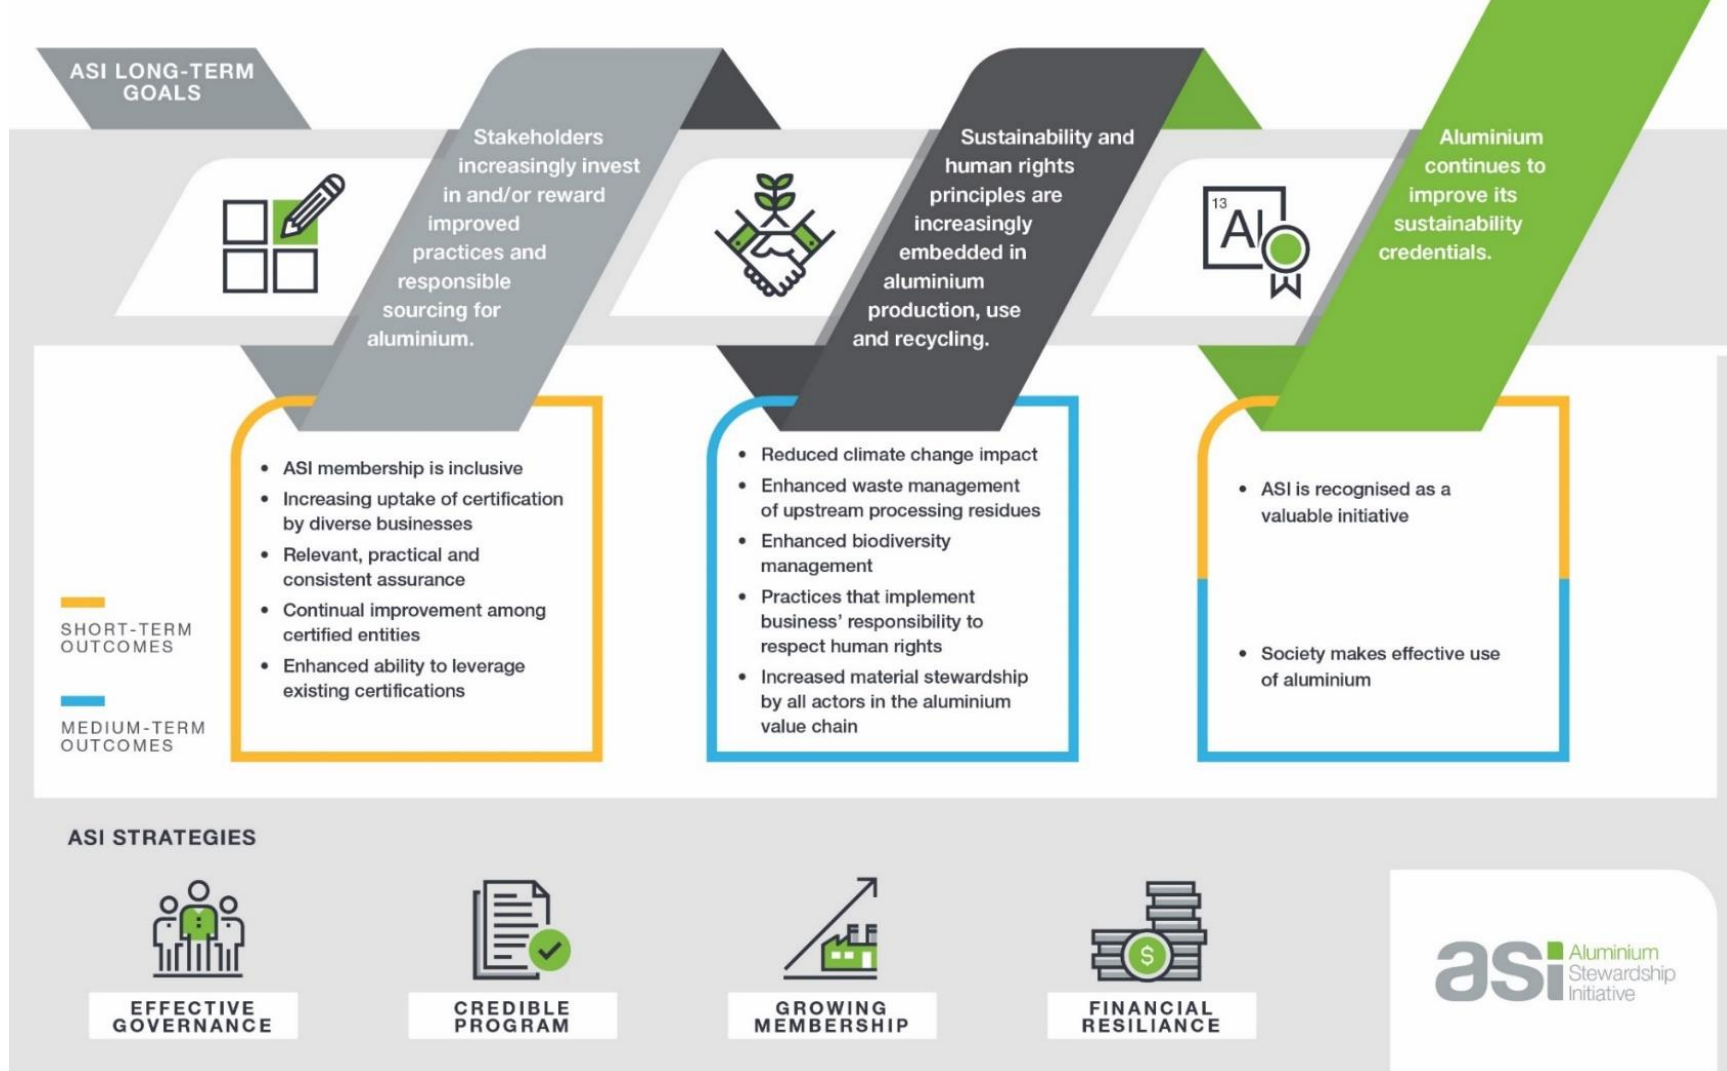 ASI LONG-TERM
GOALS
Stakeholders
increasingly invest
in and/or reward
improved
practices and
responsible
sourcing for
aluminium.
Sustainability and
human rights
principles are
increasingly
embedded in
aluminium
production, use
and recycling.
13
Al
Aluminium
continues to
improve its
sustainability
credentials.
• ASI membership is inclusive
• Increasing uptake of certification
by diverse businesses
• Relevant, practical and
consistent assurance
• Continual improvement among
certified entities
• Enhanced ability to leverage
existing certifications
• Reduced climate change impact
• Enhanced waste management
of upstream processing residues
• Enhanced biodiversity
management
• Practices that implement
business’ responsibility to
respect human rights
• Increased material stewardship
by all actors in the aluminium
value chain
• ASI is recognised as a
valuable initiative
• Society makes effective use
of aluminium
SHORT-TERM
OUTCOMES
MEDIUM-TERM
OUTCOMES
ASI STRATEGIES
EFFECTIVE
GOVERNANCE
CREDIBLE
PROGRAM
GROWING
MEMBERSHIP
$
FINANCIAL
RESILIANCE
asi
Aluminium
Stewardship
Initiative